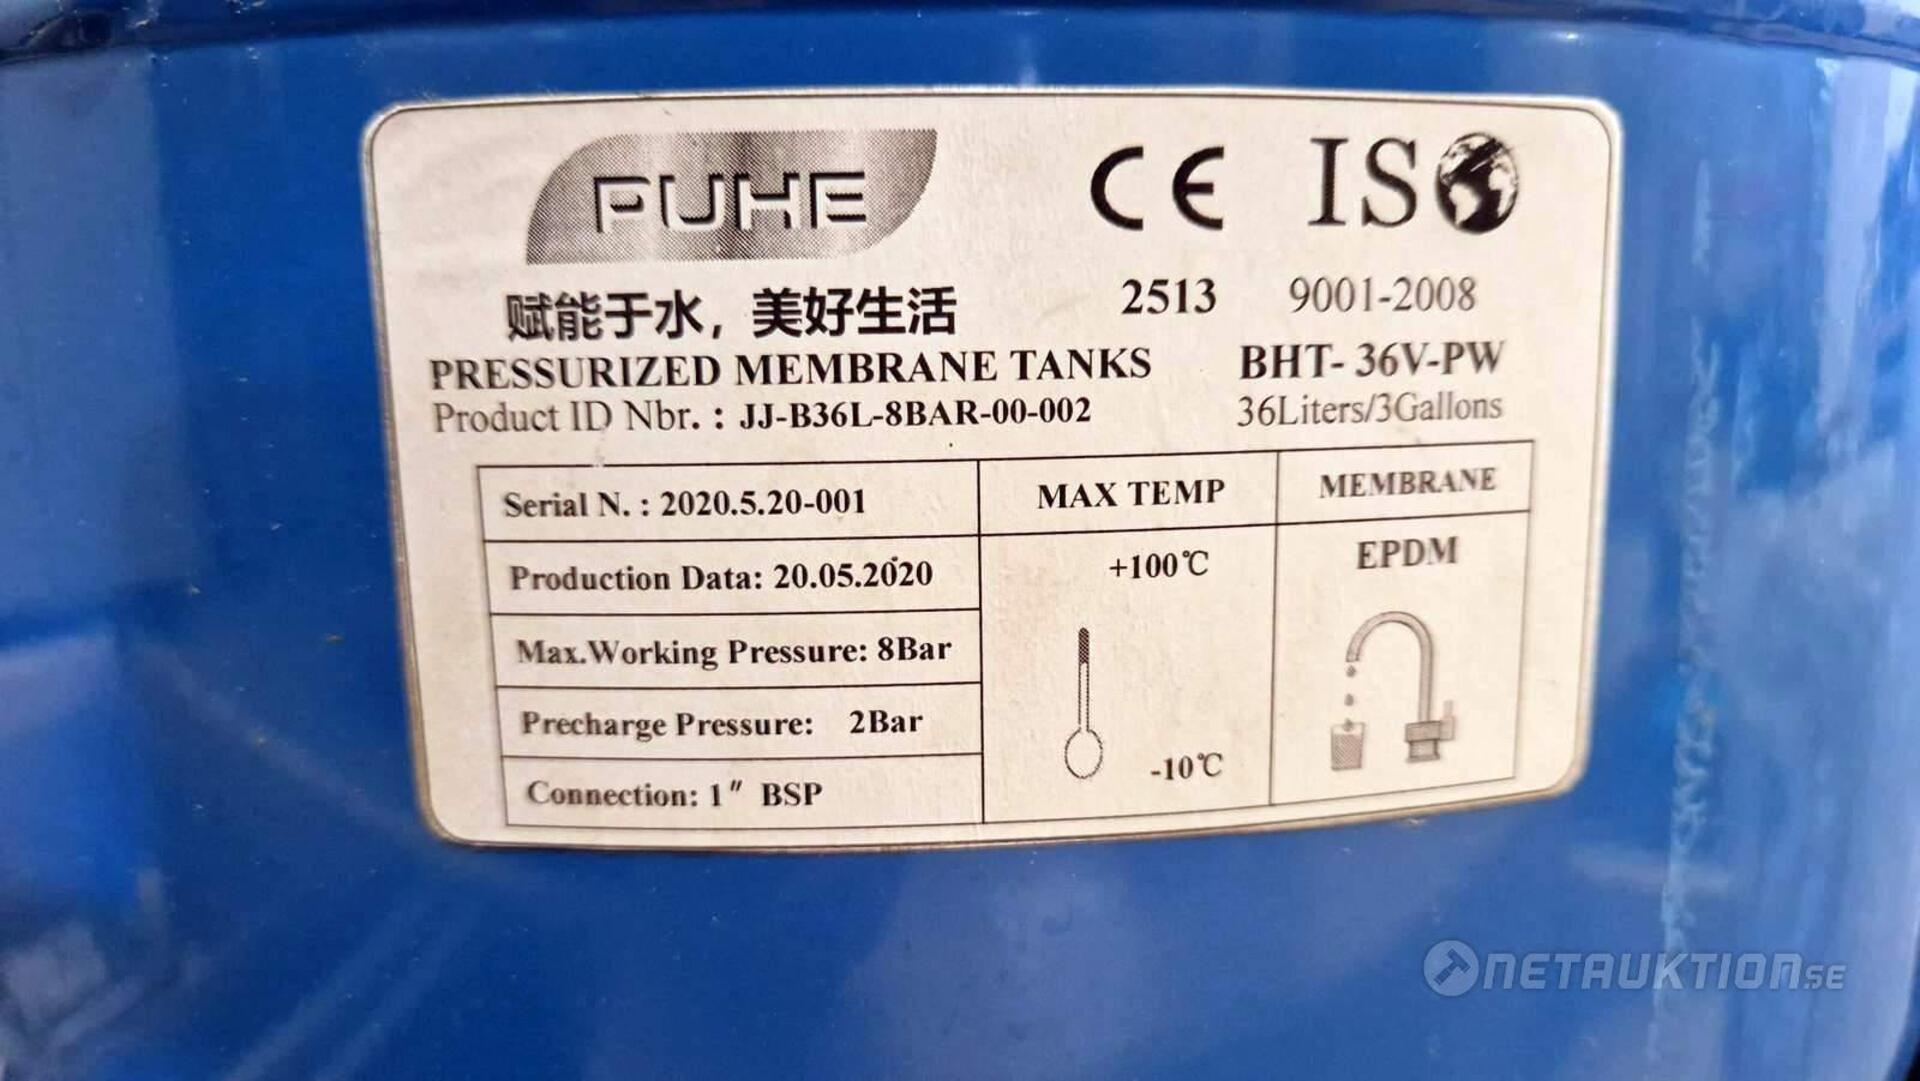 PUHE
CE ISO
赋能于水，美好生活
2513 9001-2008
PRESSURIZED MEMBRANE TANKS BHT- 36V-PW
Product ID Nbr. : JJ-B36L-8BAR-00-002 36Liters/3Gallons
Serial N. : 2020.5.20-001
MAX TEMP
MEMBRANE
Production Data: 20.05.2020
+100℃
EPDM
Max.Working Pressure: 8Bar
Precharge Pressure: 2Bar
-10℃
Connection: 1" BSP
NETAUKTION.SE